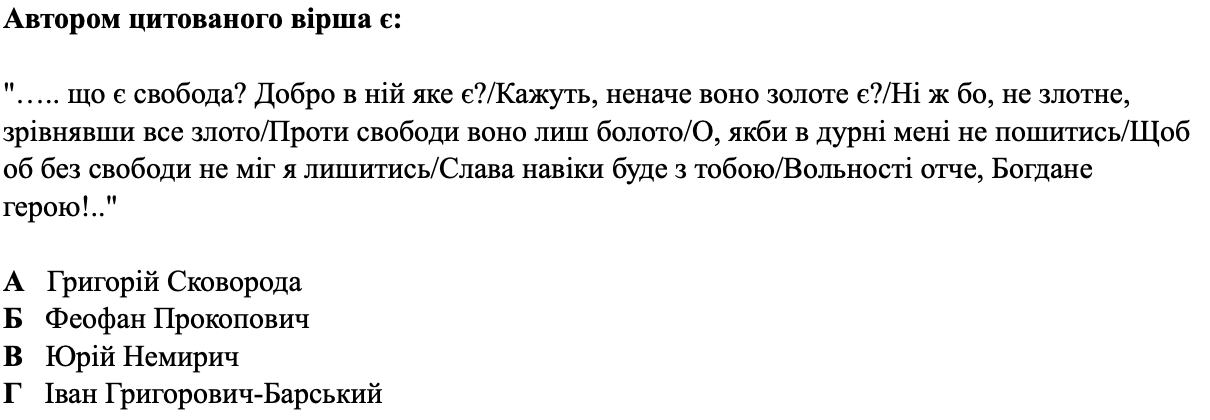 Автором цитованого вірша є:
"….. що є свобода? Добро в ній яке є?/Кажуть, неначе воно золоте є?/Ні ж бо, не злотне,
зрівнявши все злото/Проти свободи воно лиш болото/О, якби в дурні мені не пошитись/Щоб
об без свободи не міг я лишитись/Слава навіки буде з тобою/Вольності отче, Богдане
герою!.."
А Григорій Сковорода
Б Феофан Прокопович
В Юрій Немирич
Г Іван Григорович-Барський